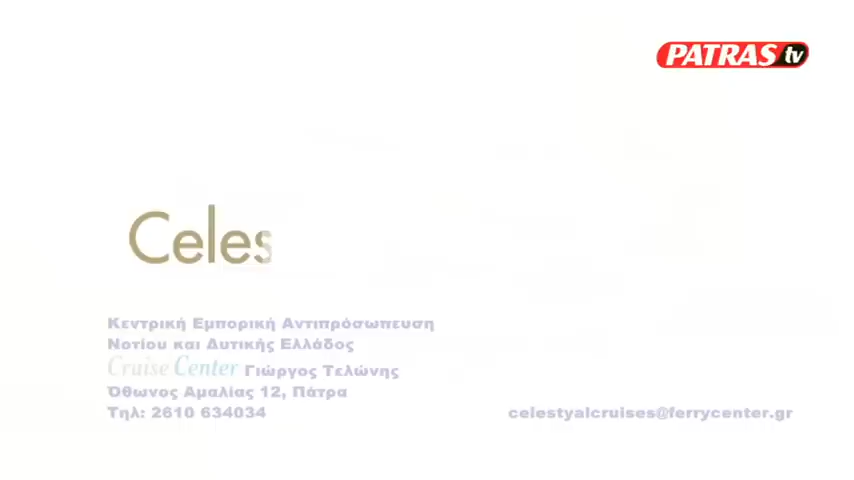 PATRAS tv
Celes
Κεντρική Εμπορική Αντιπρόσωπευση
Νοτίου και Δυτικής Ελλάδος
Cruise Center Γιώργος Τελώνης
Όθωνος Αμαλίας 12, Πάτρα
Τηλ: 2610 634034
celestyalcruises@ferrycenter.gr